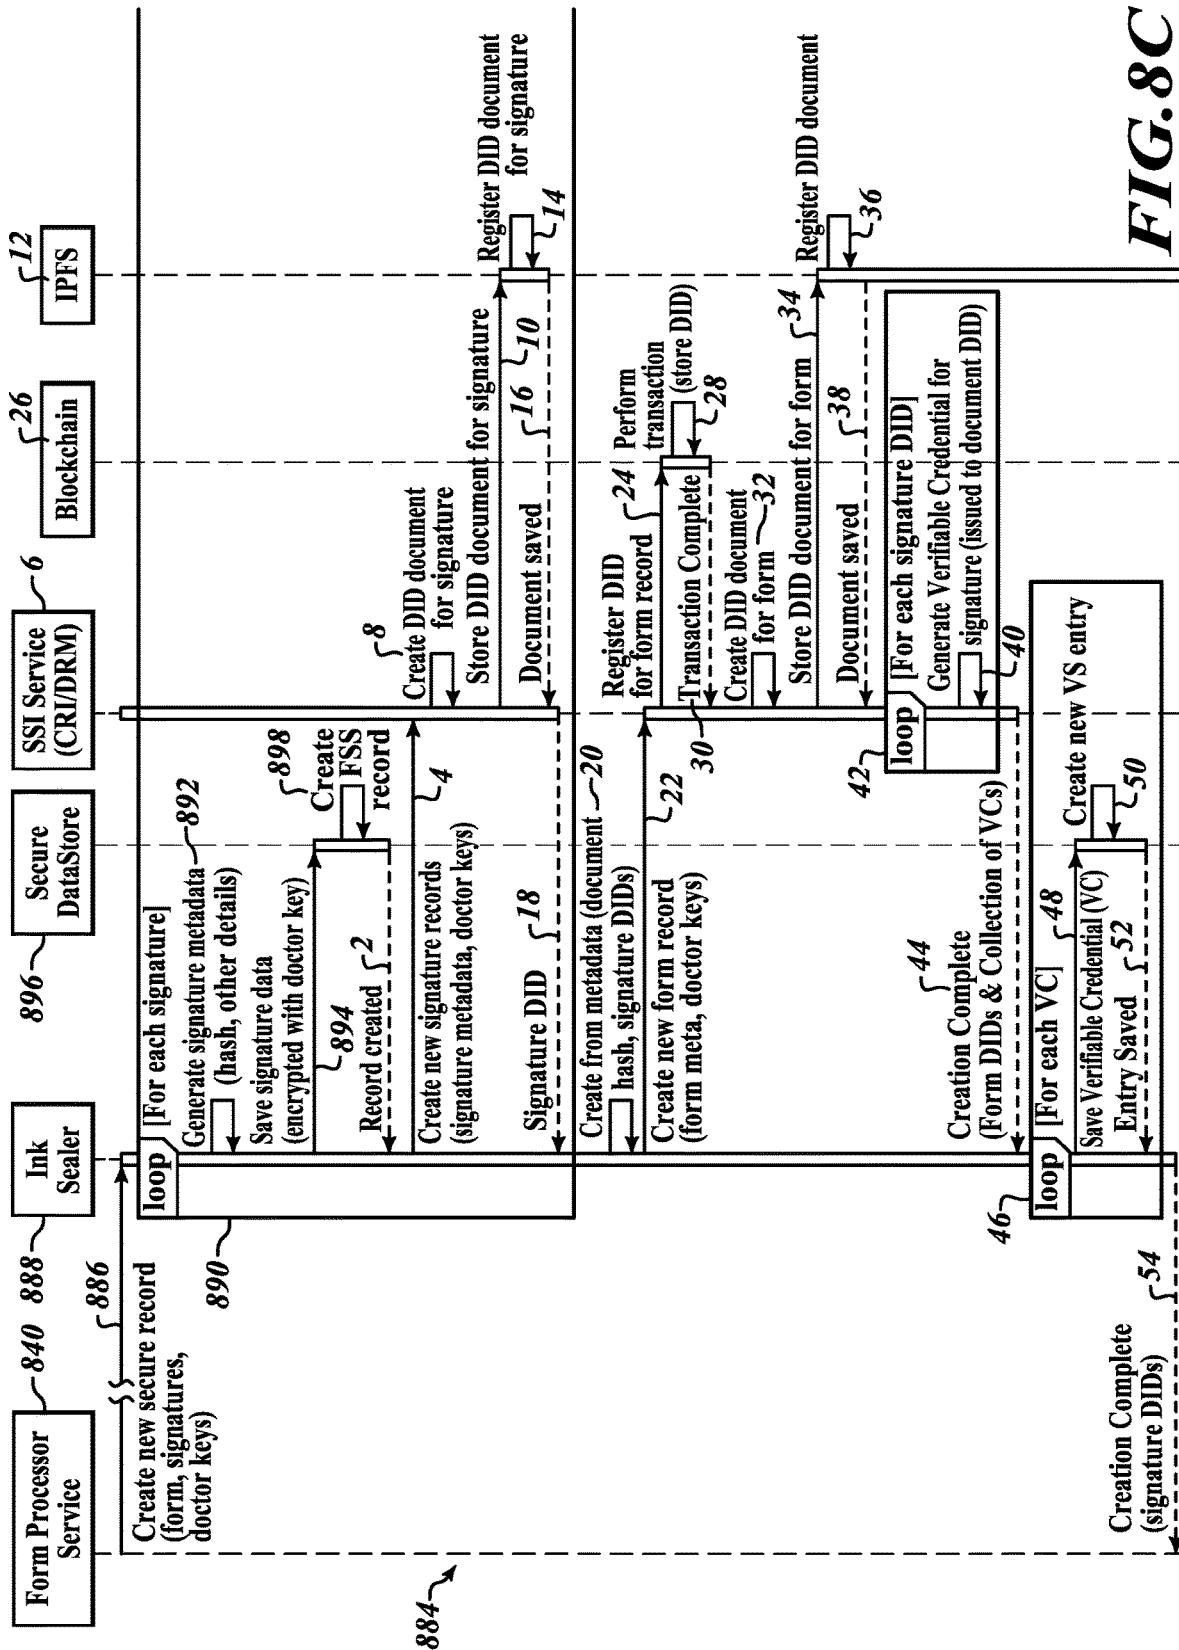 Form Processor
Service
840
Ink
Sealer
888
Secure
DataStore
896
SSI Service
(CRI/DRM)
6
Blockchain
26
IPFS
12
886
Create new secure record
(form, signatures,
doctor keys)
loop
[For each signature]
890
Generate signature metadata
892
(hash, other details)
Save signature data
(encrypted with doctor key)
894
898
Create
FSS
record
Record created
2
Create new signature records
(signature metadata, doctor keys)
4
8
Create DID document
for signature
Store DID document for signature
10
Register DID document
for signature
14
16
Document saved
Signature DID
18
Create from metadata (document
20
hash, signature DIDs)
Create new form record
(form meta, doctor keys)
22
Register DID
for form record
24
Perform
transaction
(store DID)
28
Transaction Complete
30
Create DID document
for form
32
Store DID document for form
34
Register DID document
36
Document saved
38
loop
42
[For each signature DID]
Generate Verifiable Credential for
signature (issued to document DID)
40
44
Creation Complete
(Form DIDs & Collection of VCs)
46
loop
[For each VC]
Save Verifiable Credential (VC)
48
Create new VS entry
50
Entry Saved
52
Creation Complete
(signature DIDs)
54
884
FIG.8C